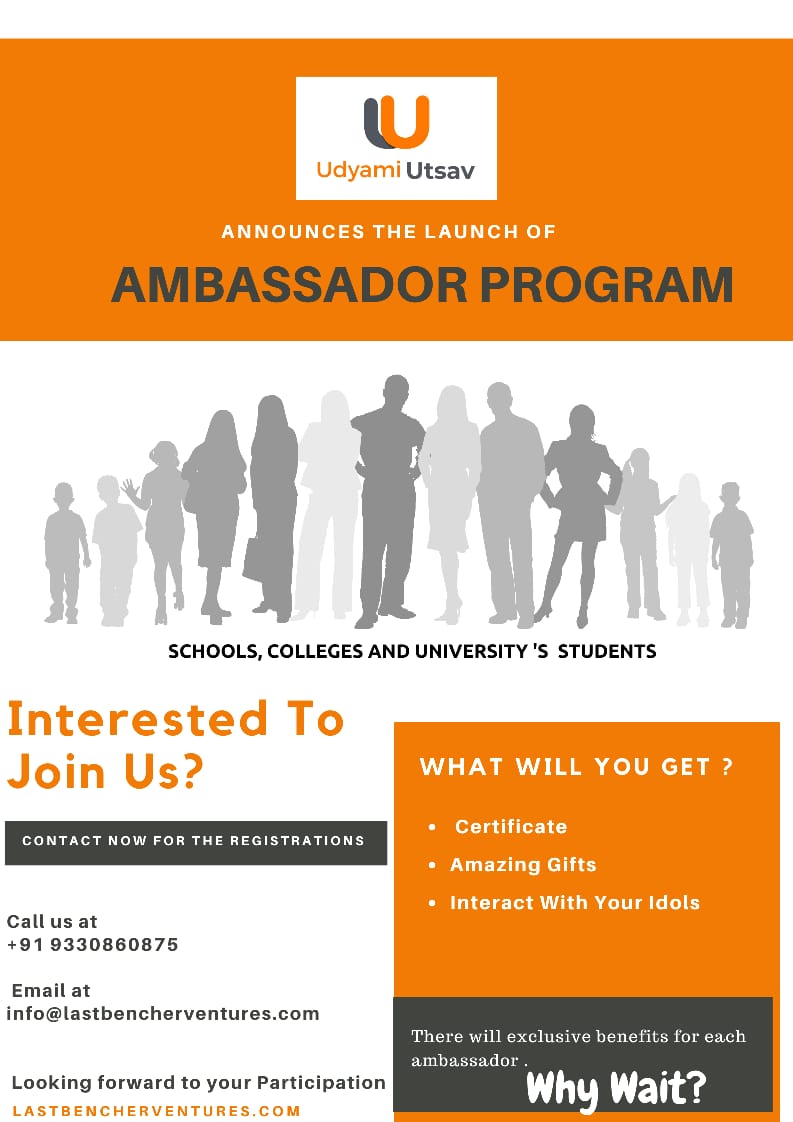 Udyami Utsav
ANNOUNCES THE LAUNCH OF
AMBASSADOR PROGRAM
SCHOOLS, COLLEGES AND UNIVERSITY 'S STUDENTS
Interested To
Join Us?
CONTACT NOW FOR THE REGISTRATIONS
Call us at
+91 9330860875
Email at
info@lastbencherventures.com
Looking forward to your Participation
LASTBENCHERVENTURES.COM
WHAT WILL YOU GET ?
• Certificate
• Amazing Gifts
• Interact With Your Idols
There will exclusive benefits for each
ambassador .
Why Wait?